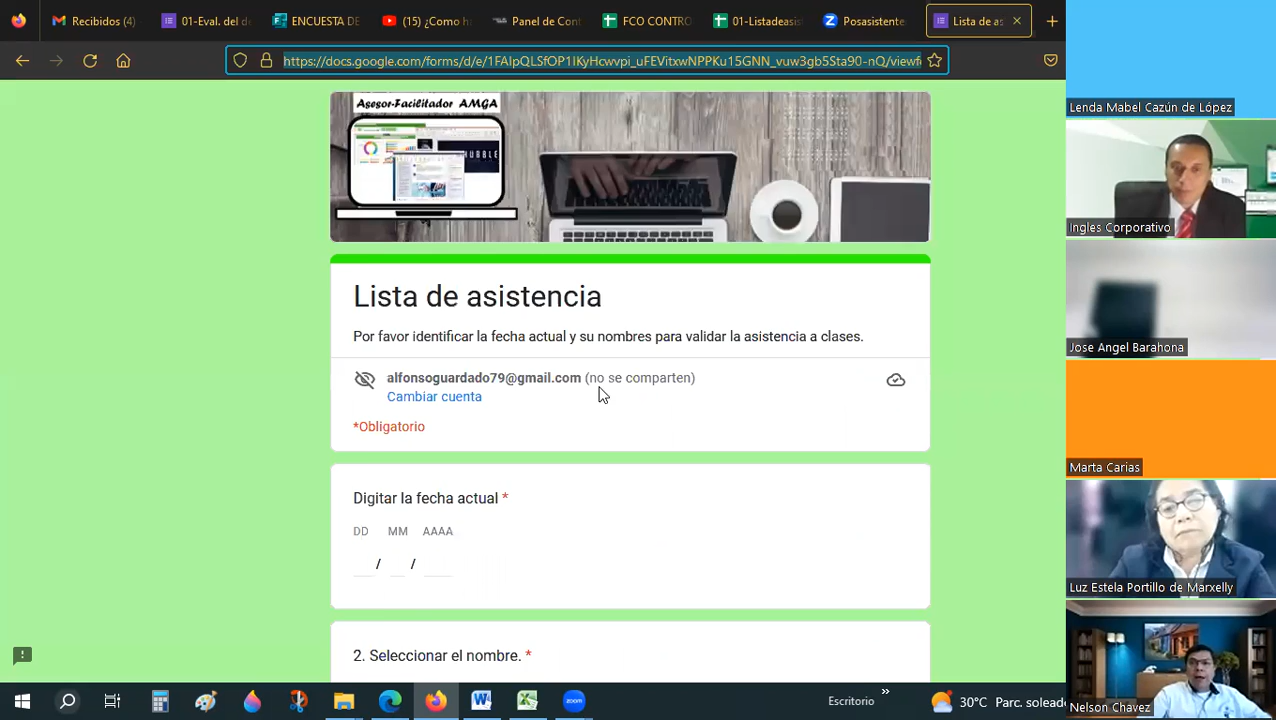 Recibidos (4)
01-Eval. del de
ENCUESTA DE
(15) ¿Como h
Panel de Cont
FCO CONTRO
01-Listadeasist
Posasistente
Lista de as
https://docs.google.com/forms/d/e/1FAIpQLSfOP1IKyHcwvpi_uFEVitxwNPPKu15GNN_vuw3gb5Sta90-nQ/viewfo
Asesor-Facilitador AMGA
Lista de asistencia
Por favor identificar la fecha actual y su nombres para validar la asistencia a clases.
alfonsoguardado79@gmail.com (no se comparten)
Cambiar cuenta
*Obligatorio
Digitar la fecha actual *
DD MM AAAA
/ /
2. Seleccionar el nombre. *
Escritorio
30°C Parc. soleado
zoom
Lenda Mabel Cazún de López
Ingles Corporativo
Jose Angel Barahona
Marta Carias
Luz Estela Portillo de Marxelly
Nelson Chavez